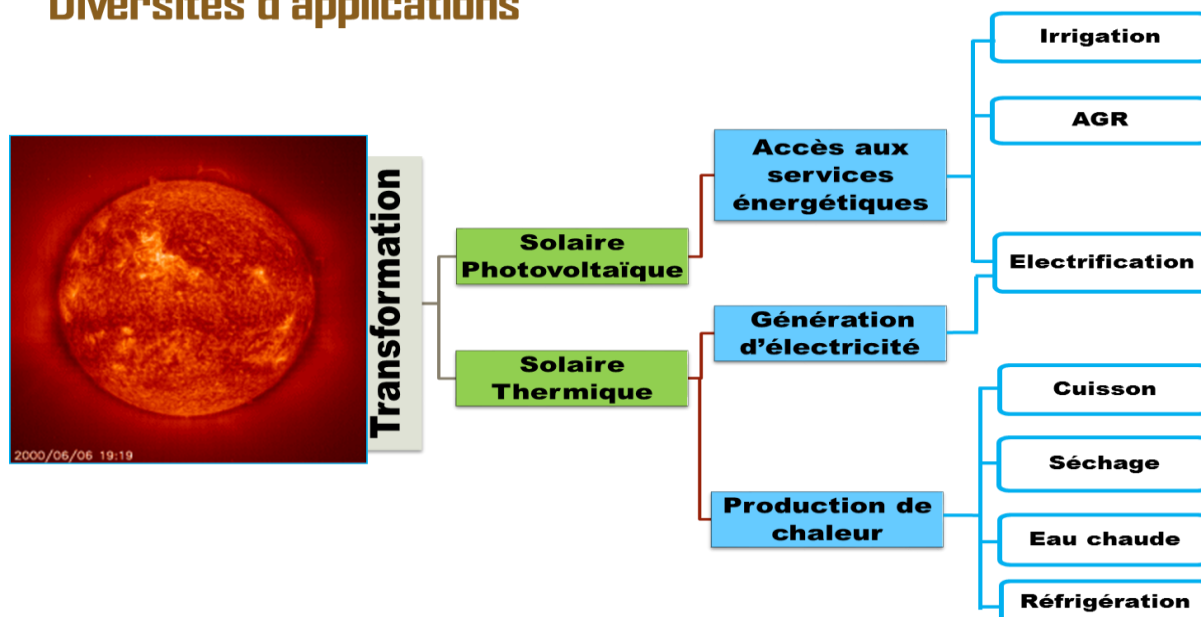 Diversités d'applications
Irrigation
AGR
Accès aux
services
énergétiques
Transformation
Solaire
Photovoltaïque
Electrification
Génération
d'électricité
Solaire
Thermique
Cuisson
Séchage
2000/06/06 19:19
Production de
chaleur
Eau chaude
Réfrigération